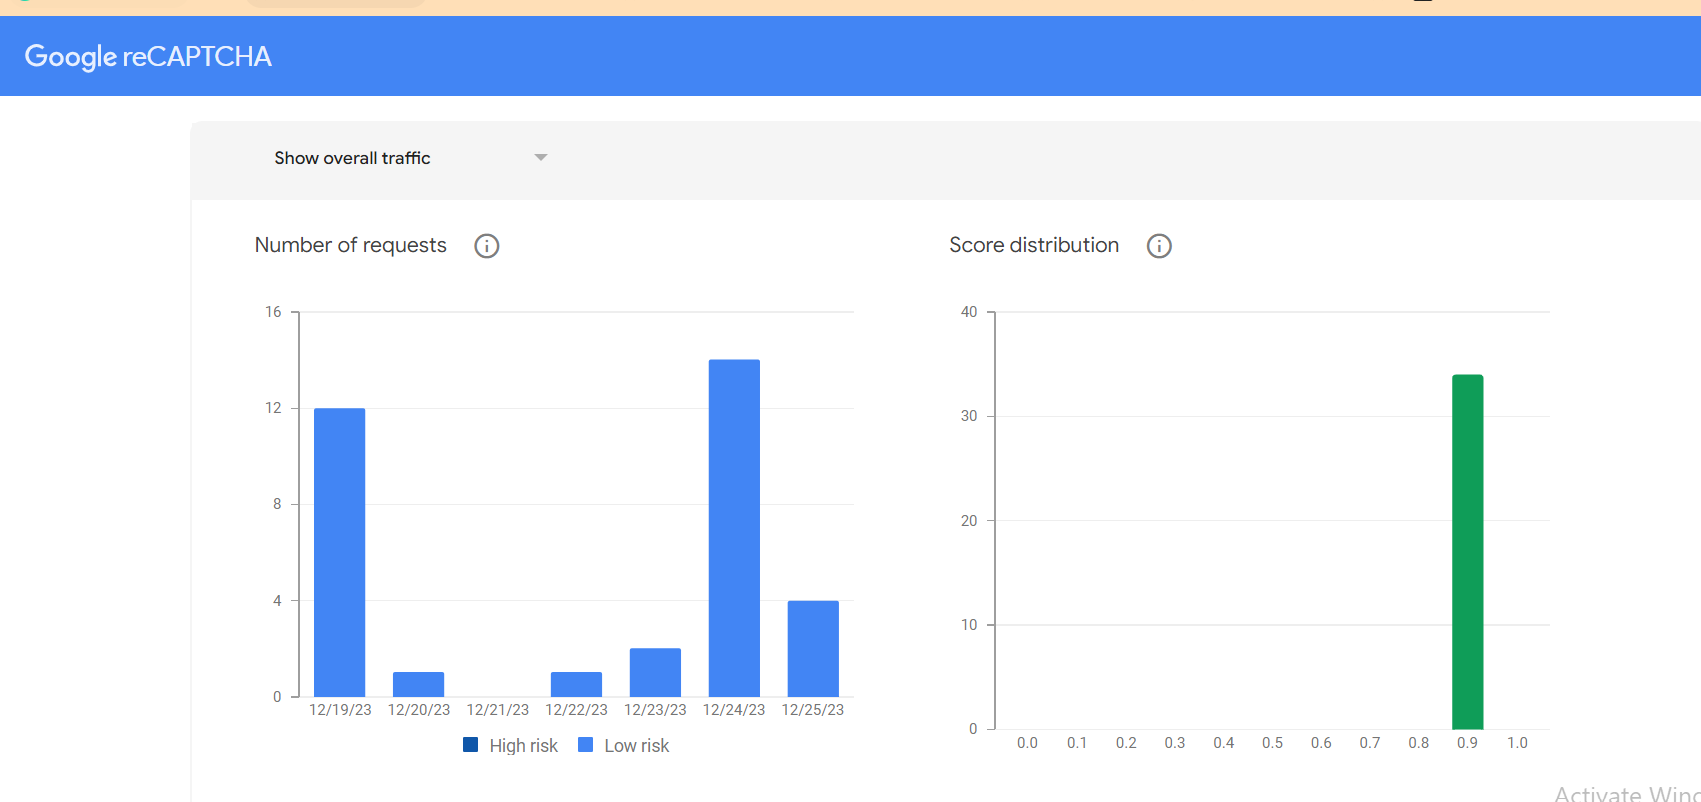 Google reCAPTCHA
Show overall traffic
Number of requests
16
12
8
4
0
12/19/23 12/20/23 12/21/23 12/22/23 12/23/23 12/24/23 12/25/23
High risk Low risk
Score distribution
40
30
20
10
0
0.0 0.1 0.2 0.3 0.4 0.5 0.6 0.7 0.8 0.9 1.0
Activate